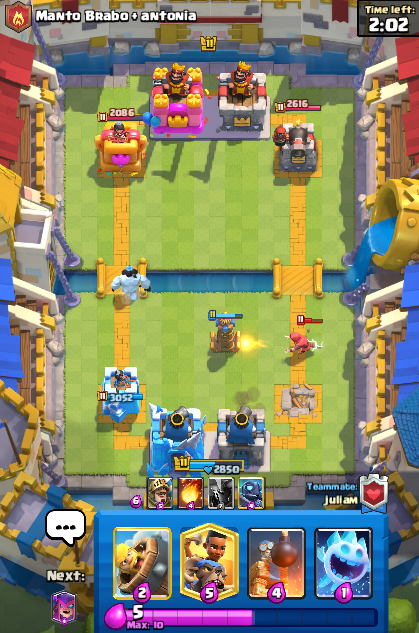 Manto Brabo + antonia
Time left:
2:02
2086
2616
3052
2850
Teammate:
juliaM
...
Next:
2
5
4
1
5
Max: 10